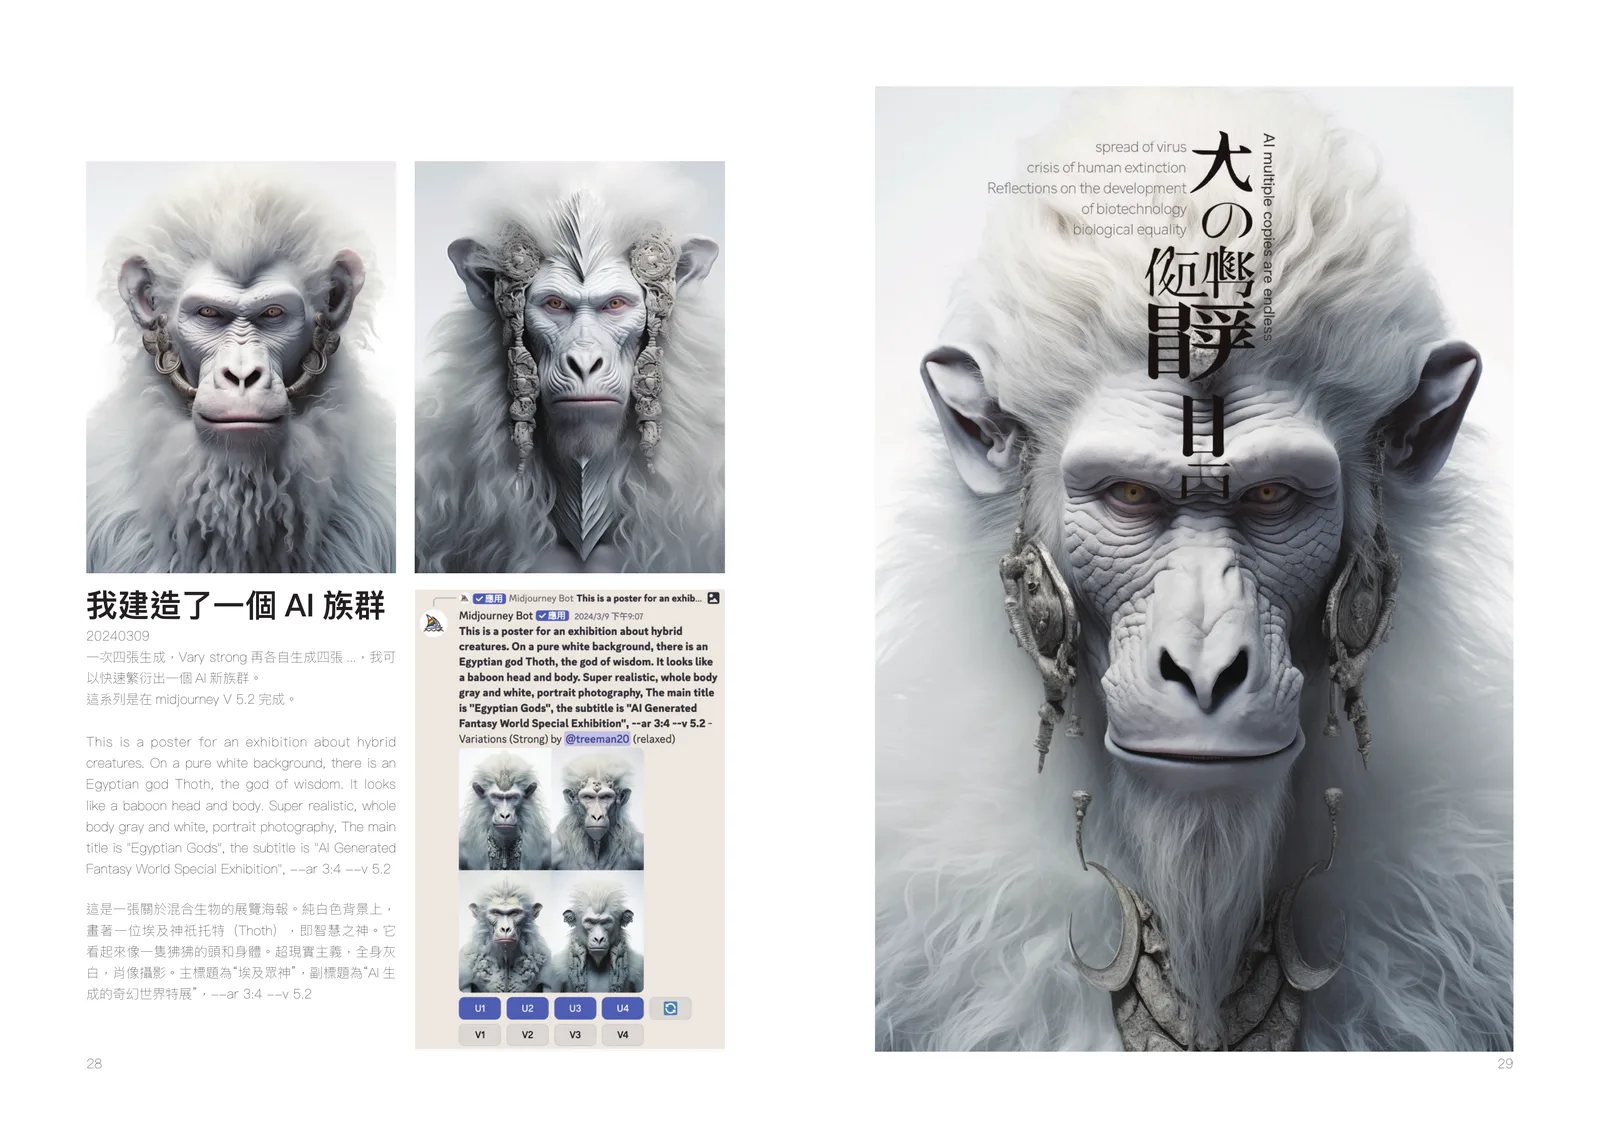 我建造了一個 AI 族群
20240309
一次四張生成，Vary strong 再各自生成四張 ...，我可
以快速繁衍出一個 AI 新族群。
這系列是在 midjourney V 5.2 完成。
This is a poster for an exhibition about hybrid
creatures. On a pure white background, there is an
Egyptian god Thoth, the god of wisdom. It looks
like a baboon head and body. Super realistic, whole
body gray and white, portrait photography, The main
title is "Egyptian Gods", the subtitle is "AI Generated
Fantasy World Special Exhibition", --ar 3:4 --v 5.2
這是一張關於混合生物的展覽海報。純白色背景上，
畫著一位埃及神祇托特（Thoth），即智慧之神。它
看起來像一隻狒狒的頭和身體。超現實主義，全身灰
白，肖像攝影。主標題為“埃及眾神”，副標題為“AI 生
成的奇幻世界特展”，--ar 3:4 --v 5.2
28
應用 Midjourney Bot This is a poster for an exhib...
Midjourney Bot 應用 2024/3/9 下午9:07
This is a poster for an exhibition about hybrid
creatures. On a pure white background, there is an
Egyptian god Thoth, the god of wisdom. It looks like
a baboon head and body. Super realistic, whole body
gray and white, portrait photography, The main title
is "Egyptian Gods", the subtitle is "AI Generated
Fantasy World Special Exhibition", --ar 3:4 --v 5.2 -
Variations (Strong) by @treeman20 (relaxed)
U1 U2 U3 U4
V1 V2 V3 V4
spread of virus
crisis of human extinction
Reflections on the development
of biotechnology
biological equality
の
AI multiple copies are endless
29